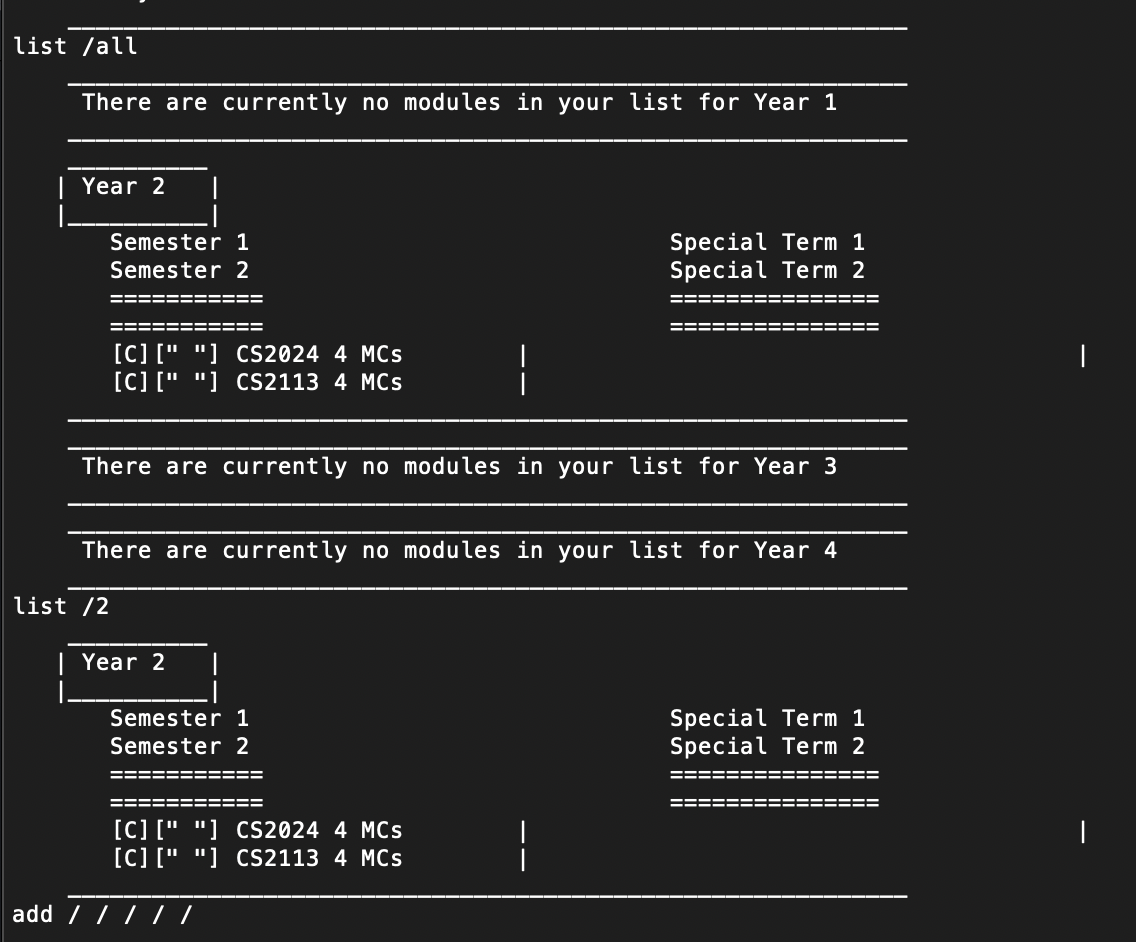 list /all
There are currently no modules in your list for Year 1
| Year 2 |
|__________|
Semester 1 Special Term 1
Semester 2 Special Term 2
=========== ===============
=========== ===============
[C][" "] CS2024 4 MCs | |
[C][" "] CS2113 4 MCs |
There are currently no modules in your list for Year 3
There are currently no modules in your list for Year 4
list /2
| Year 2 |
|__________|
Semester 1 Special Term 1
Semester 2 Special Term 2
=========== ===============
=========== ===============
[C][" "] CS2024 4 MCs | |
[C][" "] CS2113 4 MCs |
add / / / / /